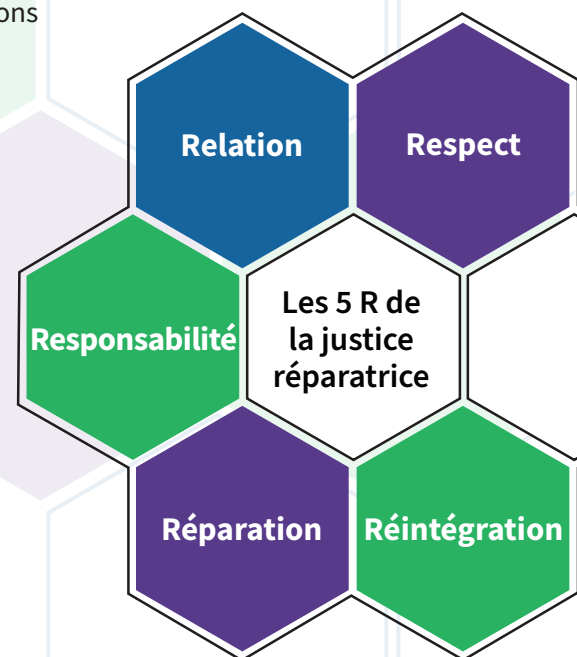 ons
Relation
Respect
Responsabilité
Les 5 R de
la justice
réparatrice
Réparation
Réintégration